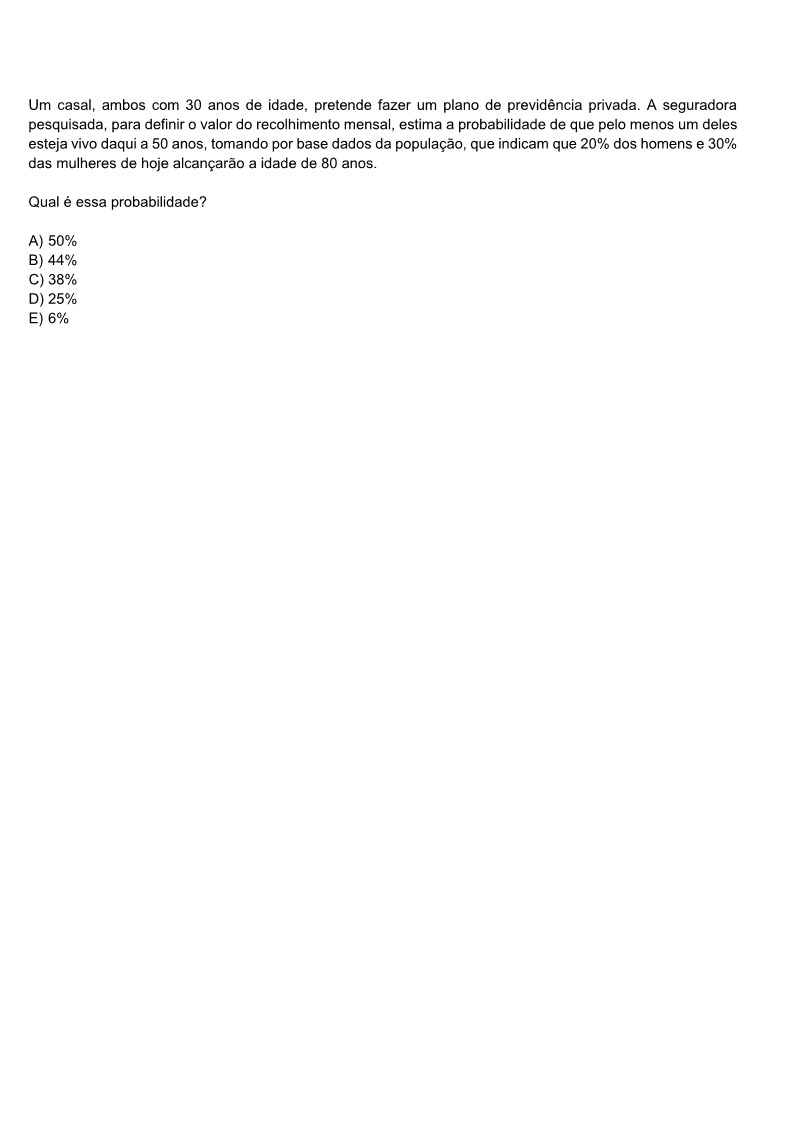 Um casal, ambos com 30 anos de idade, pretende fazer um plano de previdência privada. A seguradora
pesquisada, para definir o valor do recolhimento mensal, estima a probabilidade de que pelo menos um deles
esteja vivo daqui a 50 anos, tomando por base dados da população, que indicam que 20% dos homens e 30%
das mulheres de hoje alcançarão a idade de 80 anos.
Qual é essa probabilidade?
A) 50%
B) 44%
C) 38%
D) 25%
E) 6%